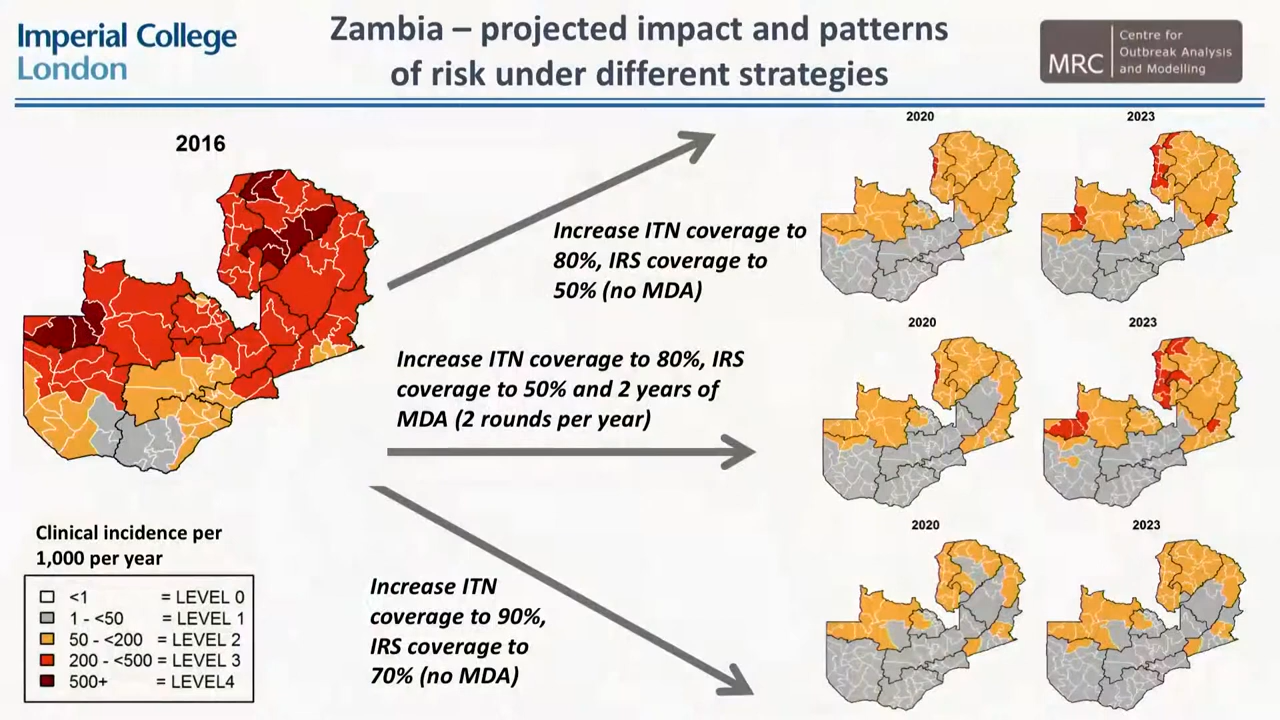 Imperial College
London
Zambia – projected impact and patterns
of risk under different strategies
MRC
Centre for
Outbreak Analysis
and Modelling
2016
2020
2023
Increase ITN coverage to
80%, IRS coverage to
50% (no MDA)
2020
2023
Increase ITN coverage to 80%, IRS
coverage to 50% and 2 years of
MDA (2 rounds per year)
2020
2023
Increase ITN
coverage to 90%,
IRS coverage to
70% (no MDA)
Clinical incidence per
1,000 per year
<1 = LEVEL 0
1 - <50 = LEVEL 1
50 - <200 = LEVEL 2
200 - <500 = LEVEL 3
500+ = LEVEL4